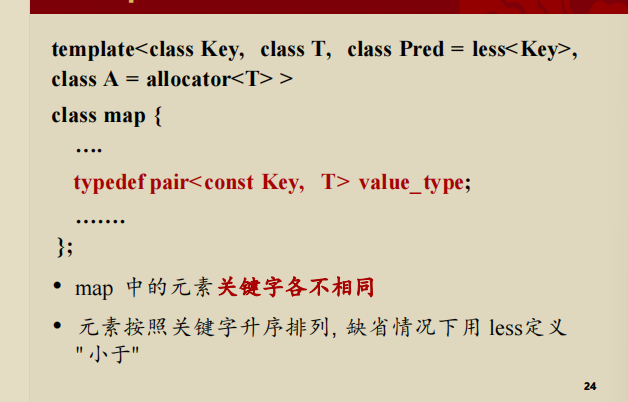 template<class Key, class T, class Pred = less<Key>,
class A = allocator<T> >
class map {
….
typedef pair<const Key, T> value_type;
…….
};
• map 中的元素关键字各不相同
• 元素按照关键字升序排列, 缺省情况下用 less定义
"小于"
24